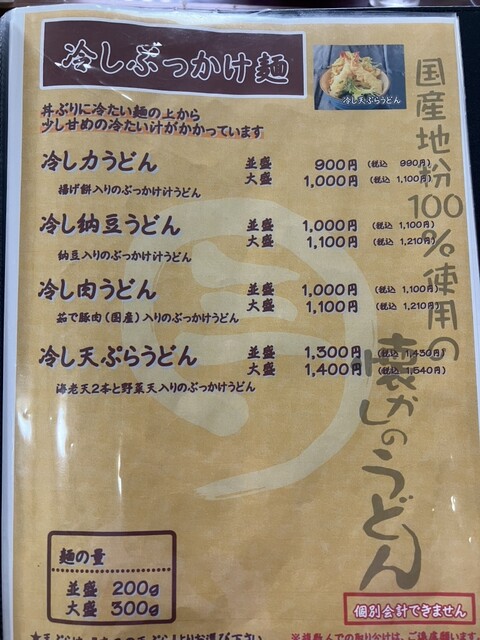 冷しぶっかけ麺
冷し天ぷらうどん
丼ぶりに冷たい麺の上から
少し甘めの冷たい汁がかかっています
国産地粉100%使用の
懐かしのうどん
冷し力うどん 並盛 900円 (税込 990円)
大盛 1,000円 (税込 1,100円)
揚げ餅入りのぶっかけ汁うどん
冷し納豆うどん 並盛 1,000円 (税込 1,100円)
大盛 1,100円 (税込 1,210円)
納豆入りのぶっかけ汁うどん
冷し肉うどん 並盛 1,000円 (税込 1,100円)
大盛 1,100円 (税込 1,210円)
茹で豚肉(国産)入りのぶっかけうどん
冷し天ぷらうどん 並盛 1,300円 (税込 1,430円)
大盛 1,400円 (税込 1,540円)
海老天2本と野菜天入りのぶっかけうどん
麺の量
並盛 200g
大盛 300g
個別会計できません